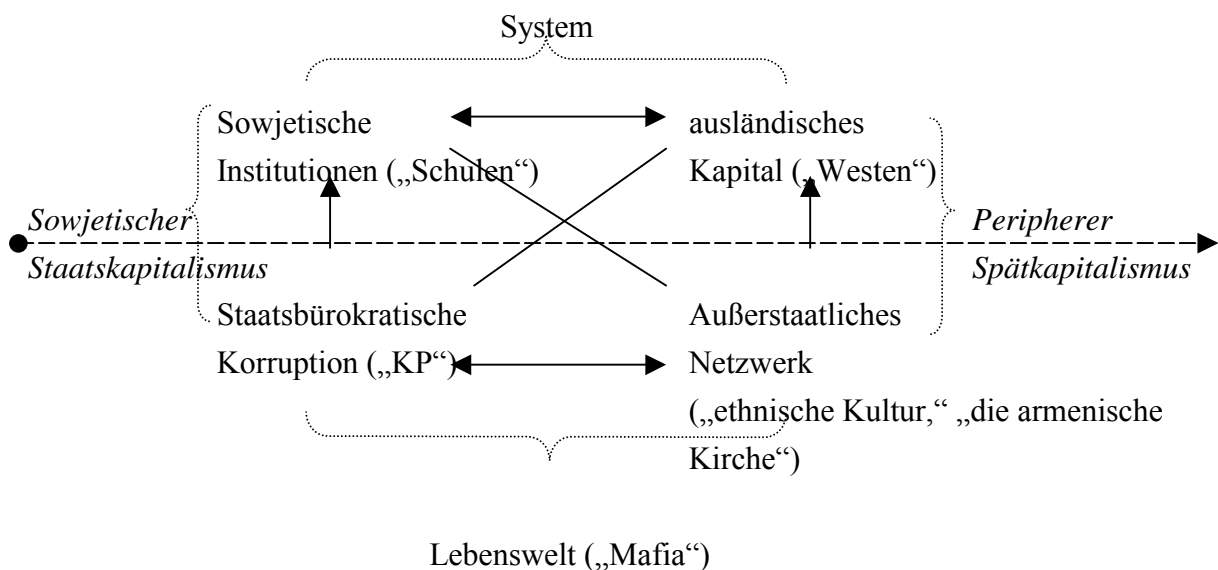 System
Sowjetische
Institutionen („Schulen“)
ausländisches
Kapital („Westen“)
Sowjetischer
Staatskapitalismus
Peripherer
Spätkapitalismus
Staatsbürokratische
Korruption („KP“)
Außerstaatliches
Netzwerk
(„ethnische Kultur,“ „die armenische
Kirche“)
Lebenswelt („Mafia“)